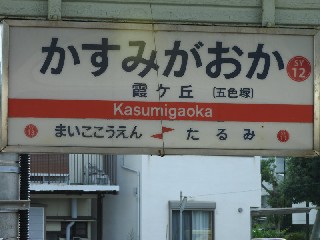 かすみがおか
SY
12
霞ケ丘 (五色塚)
Kasumigaoka
まいここうえん たるみ